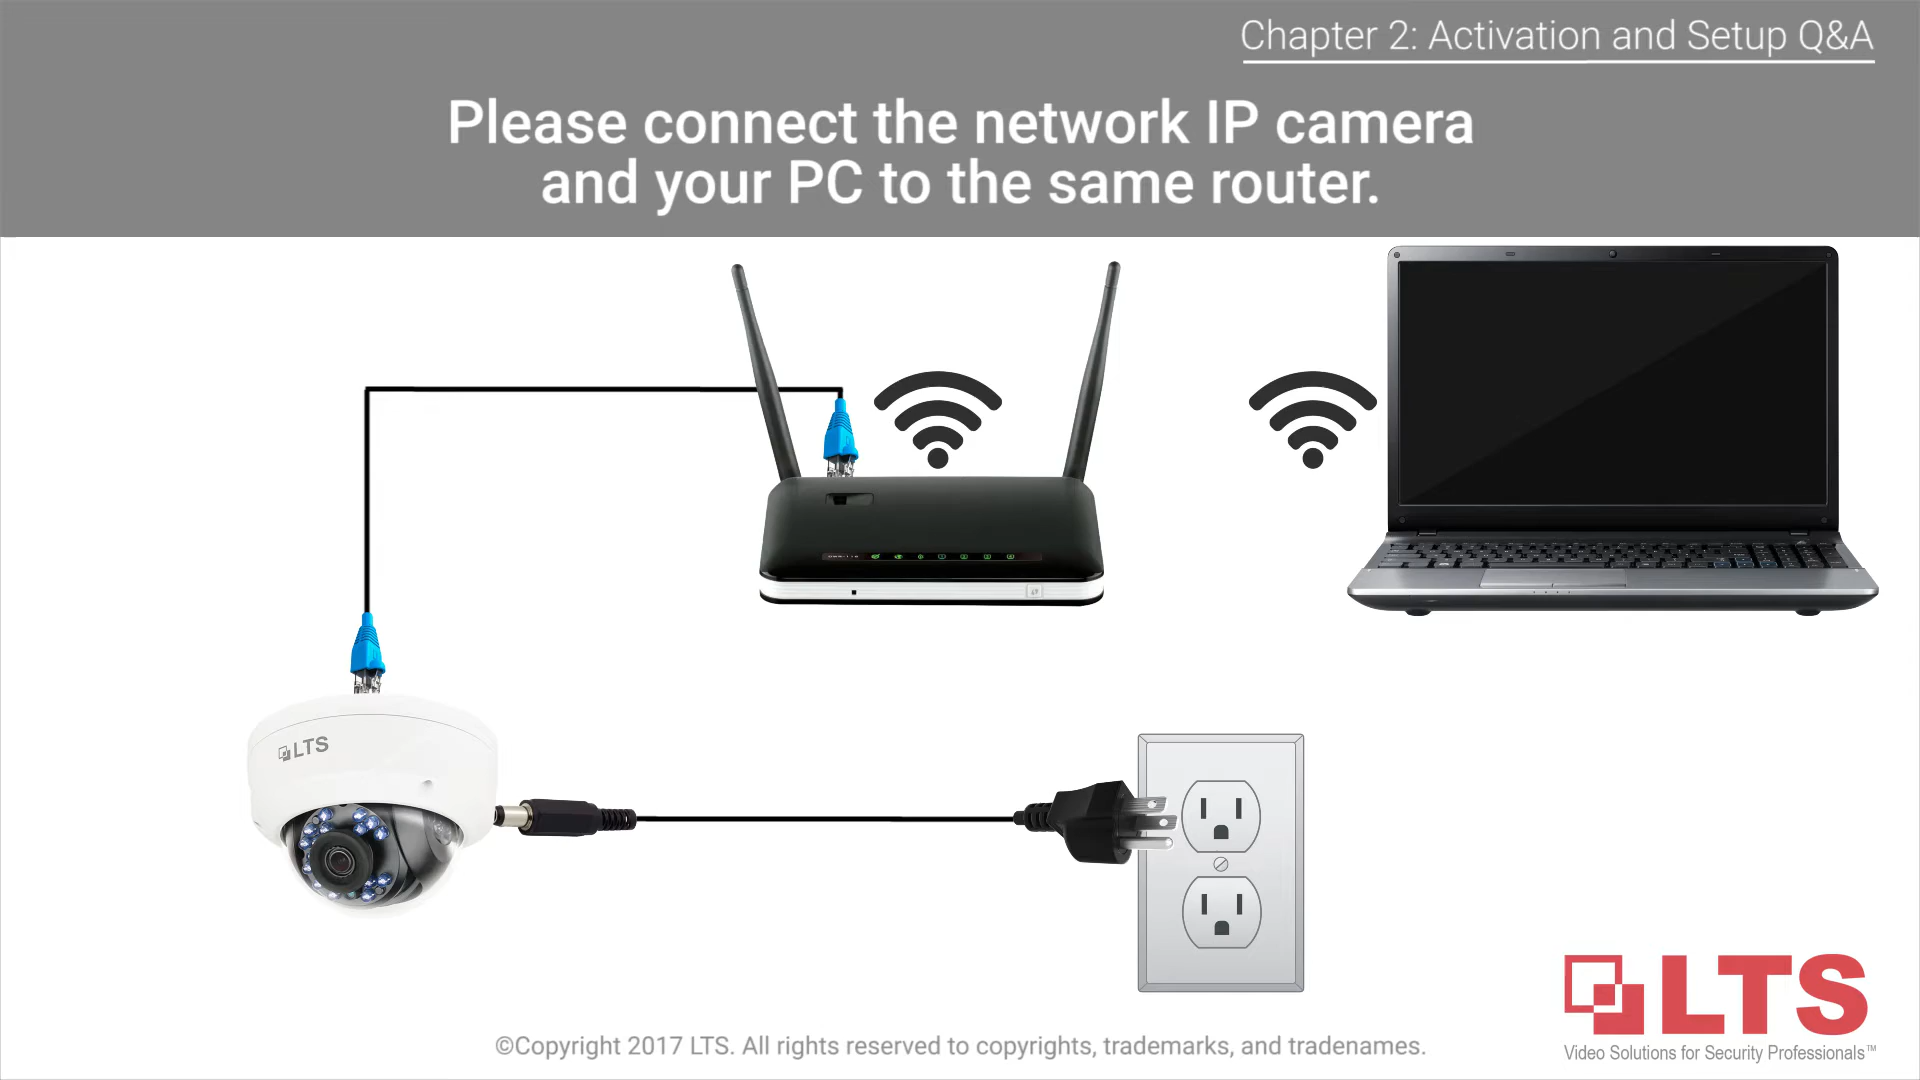 Chapter 2: Activation and Setup Q&A
Please connect the network IP camera
and your PC to the same router.
LTS
LTS
Video Solutions for Security Professionals™
©Copyright 2017 LTS. All rights reserved to copyrights, trademarks, and tradenames.